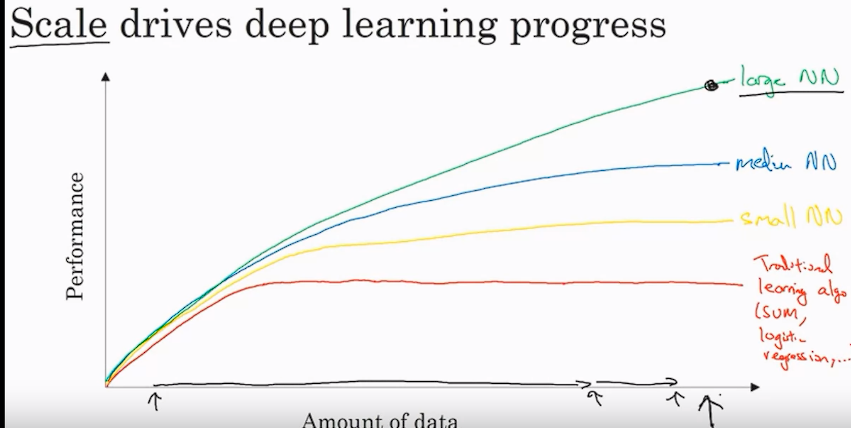 Scale drives deep learning progress
large NN
medium NN
small NN
Traditional
learning algo
(SVM,
logistic
regression,...
Performance
Amount of data